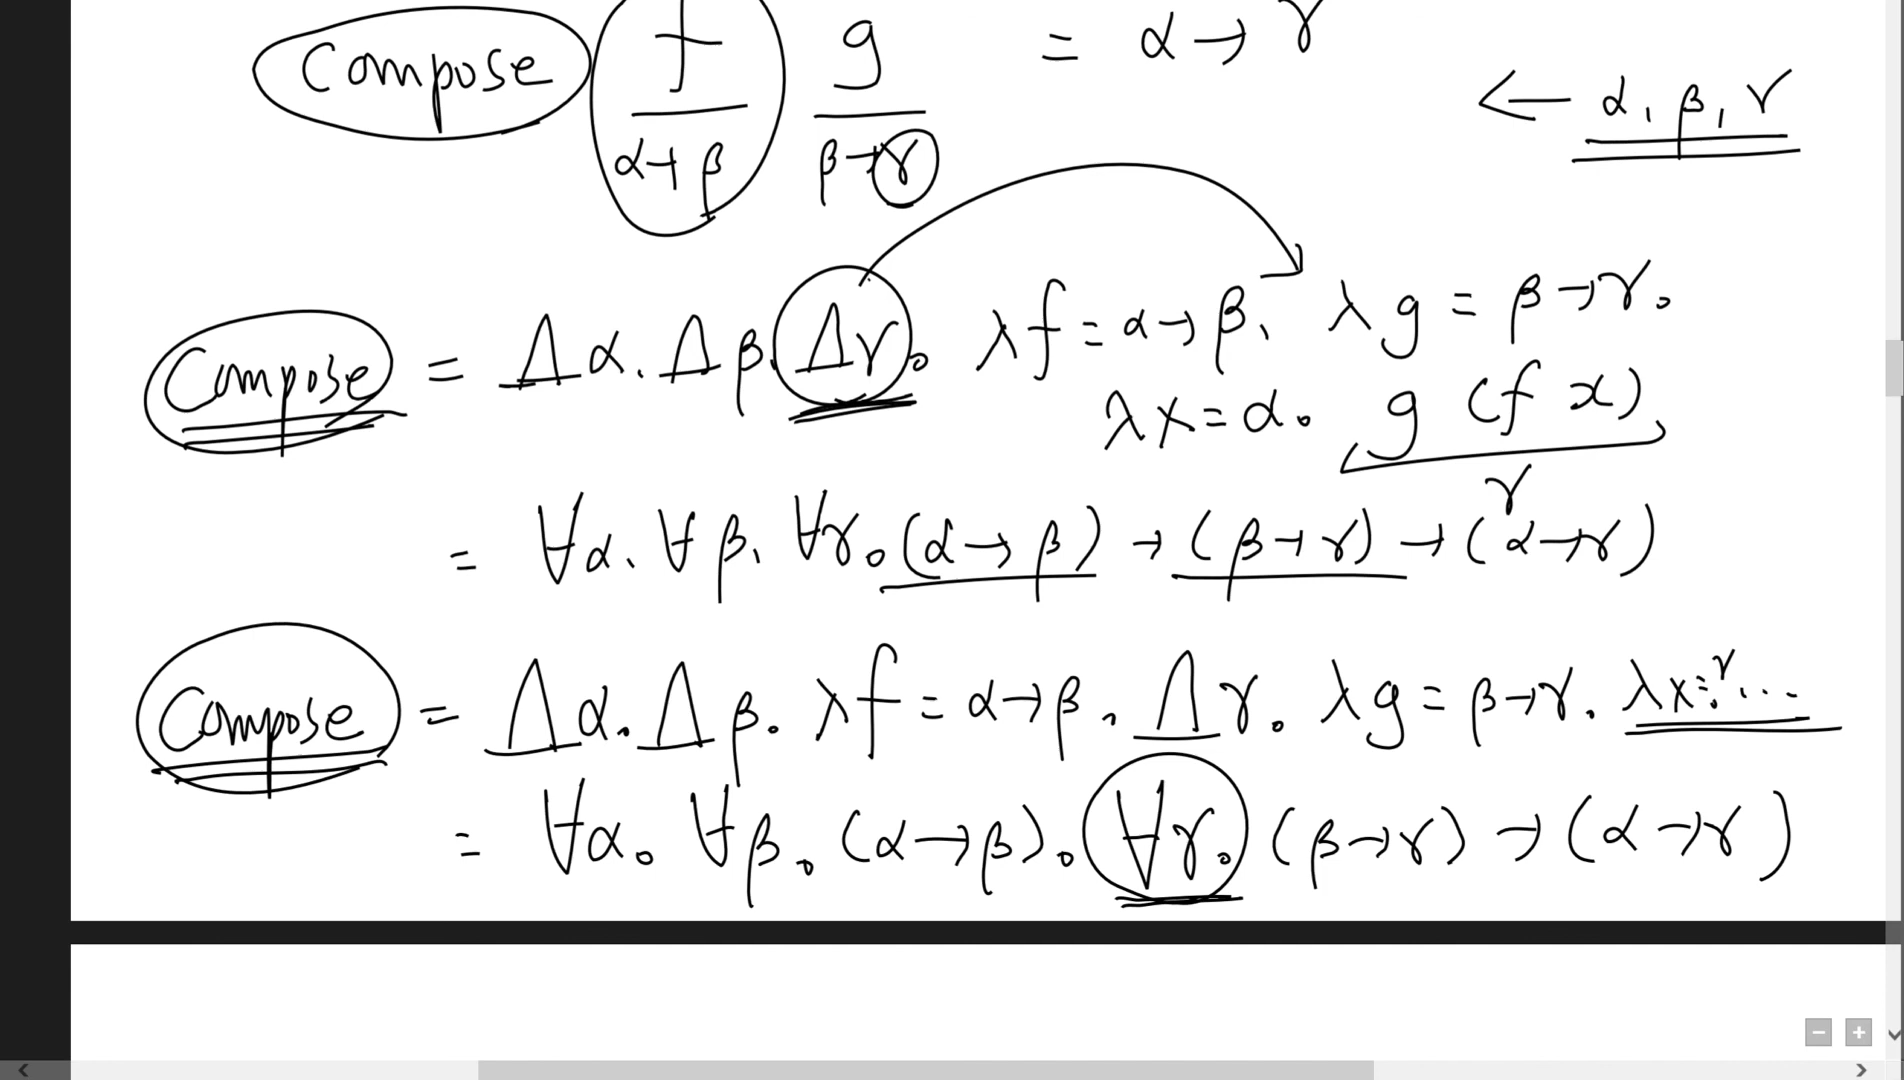 Compose f g = α → γ
α → β β → γ ← α, β, γ
Compose = Λα. Λβ. Λγ. λf = α → β. λg = β → γ.
λx = α. g (f x)
γ
= ∀α. ∀β. ∀γ. (α → β) → (β → γ) → (α → γ)
Compose = Λα. Λβ. λf = α → β. Λγ. λg = β → γ. λx = γ. ...
= ∀α. ∀β. (α → β). ∀γ. (β → γ) → (α → γ)